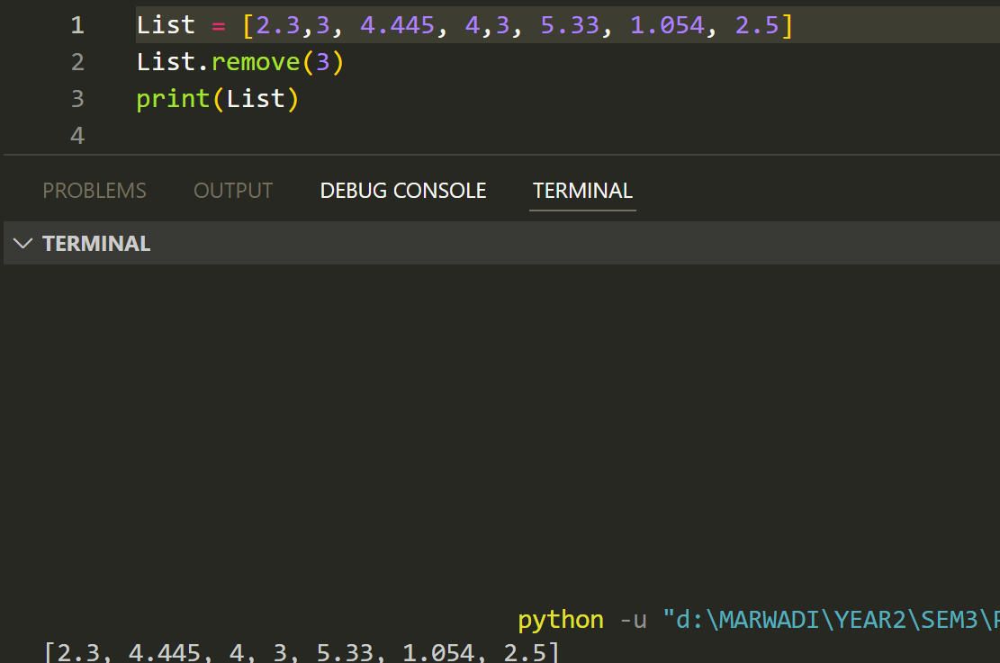 1 List = [2.3,3, 4.445, 4,3, 5.33, 1.054, 2.5]
2 List.remove(3)
3 print(List)
4
PROBLEMS OUTPUT DEBUG CONSOLE TERMINAL
TERMINAL
python -u "d:\MARWADI\YEAR2\SEM3\
[2.3, 4.445, 4, 3, 5.33, 1.054, 2.5]